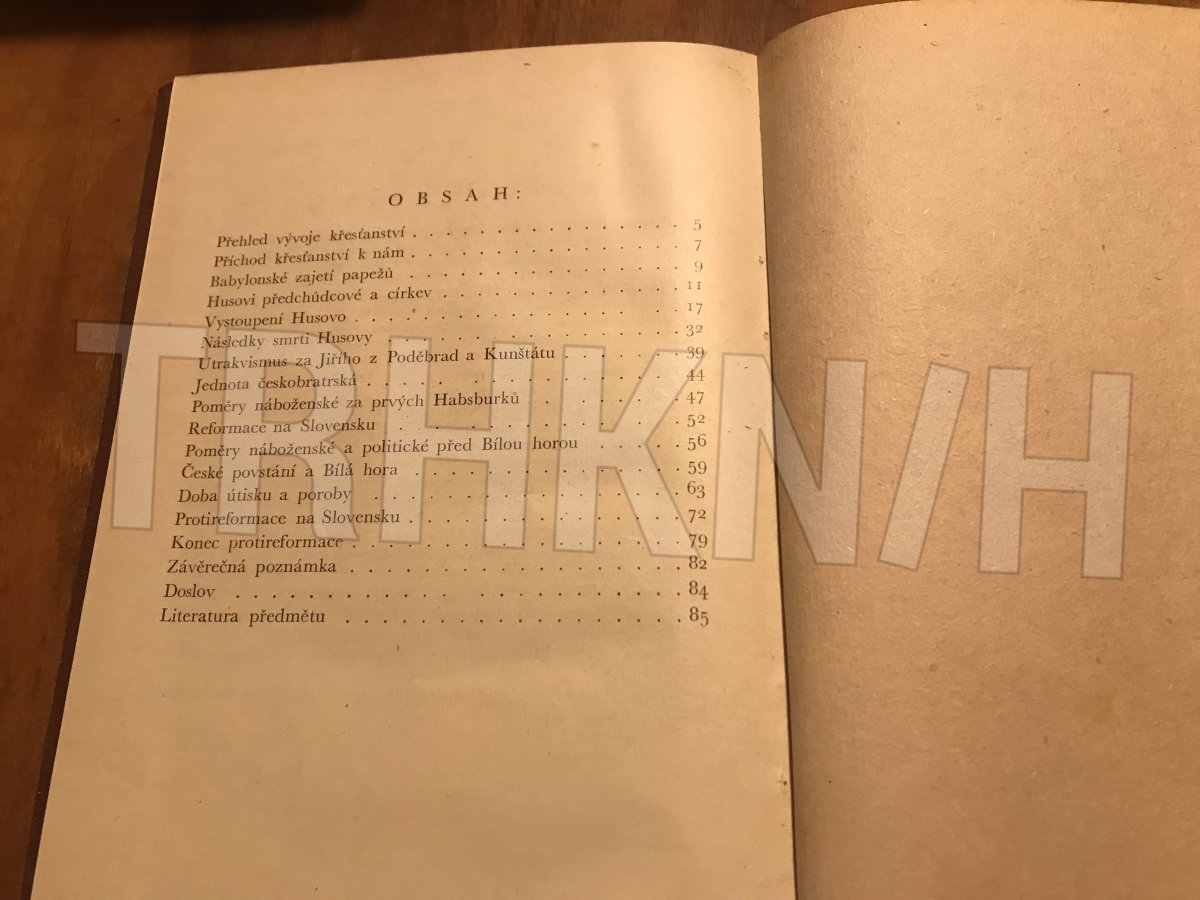 OBSAH:
Přehled vývoje křesťanství . . . . . . . . . . . . . . . 5
Příchod křesťanství k nám . . . . . . . . . . . . . . . 7
Babylonské zajetí papežů . . . . . . . . . . . . . . . 9
Husovi předchůdcové a církev . . . . . . . . . . . . . . 11
Vystoupení Husovo . . . . . . . . . . . . . . . . . 17
Následky smrti Husovy . . . . . . . . . . . . . . . 32
Utrakvismus za Jiřího z Poděbrad a Kunštátu . . . . . . . 39
Jednota českobratrská . . . . . . . . . . . . . . . . 44
Poměry náboženské za prvých Habsburků . . . . . . . 47
Reformace na Slovensku . . . . . . . . . . . . . . . 52
Poměry náboženské a politické před Bílou horou . . . . . 56
České povstání a Bílá hora . . . . . . . . . . . . . . 59
Doba útisku a poroby . . . . . . . . . . . . . . . . 63
Protireformace na Slovensku . . . . . . . . . . . . . . 72
Konec protireformace . . . . . . . . . . . . . . . . 79
Závěrečná poznámka . . . . . . . . . . . . . . . . 82
Doslov . . . . . . . . . . . . . . . . . . . . 84
Literatura předmětu . . . . . . . . . . . . . . . . . 85
TRHKN/H